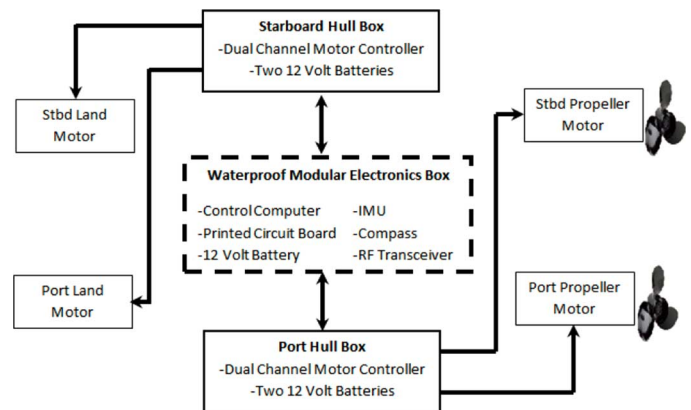 Starboard Hull Box
-Dual Channel Motor Controller
-Two 12 Volt Batteries
Stbd Land
Motor
Stbd Propeller
Motor
Waterproof Modular Electronics Box
-Control Computer
-IMU
-Printed Circuit Board
-Compass
-12 Volt Battery
-RF Transceiver
Port Land
Motor
Port Propeller
Motor
Port Hull Box
-Dual Channel Motor Controller
-Two 12 Volt Batteries